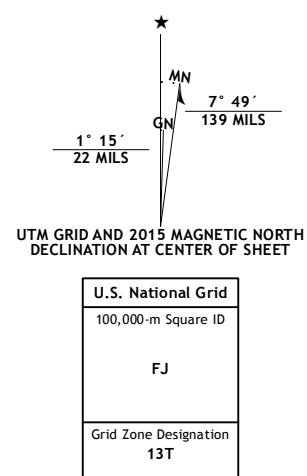 MN
7° 49´
139 MILS
GN
1° 15´
22 MILS
UTM GRID AND 2015 MAGNETIC NORTH
DECLINATION AT CENTER OF SHEET
U.S. National Grid
100,000-m Square ID
FJ
Grid Zone Designation
13T